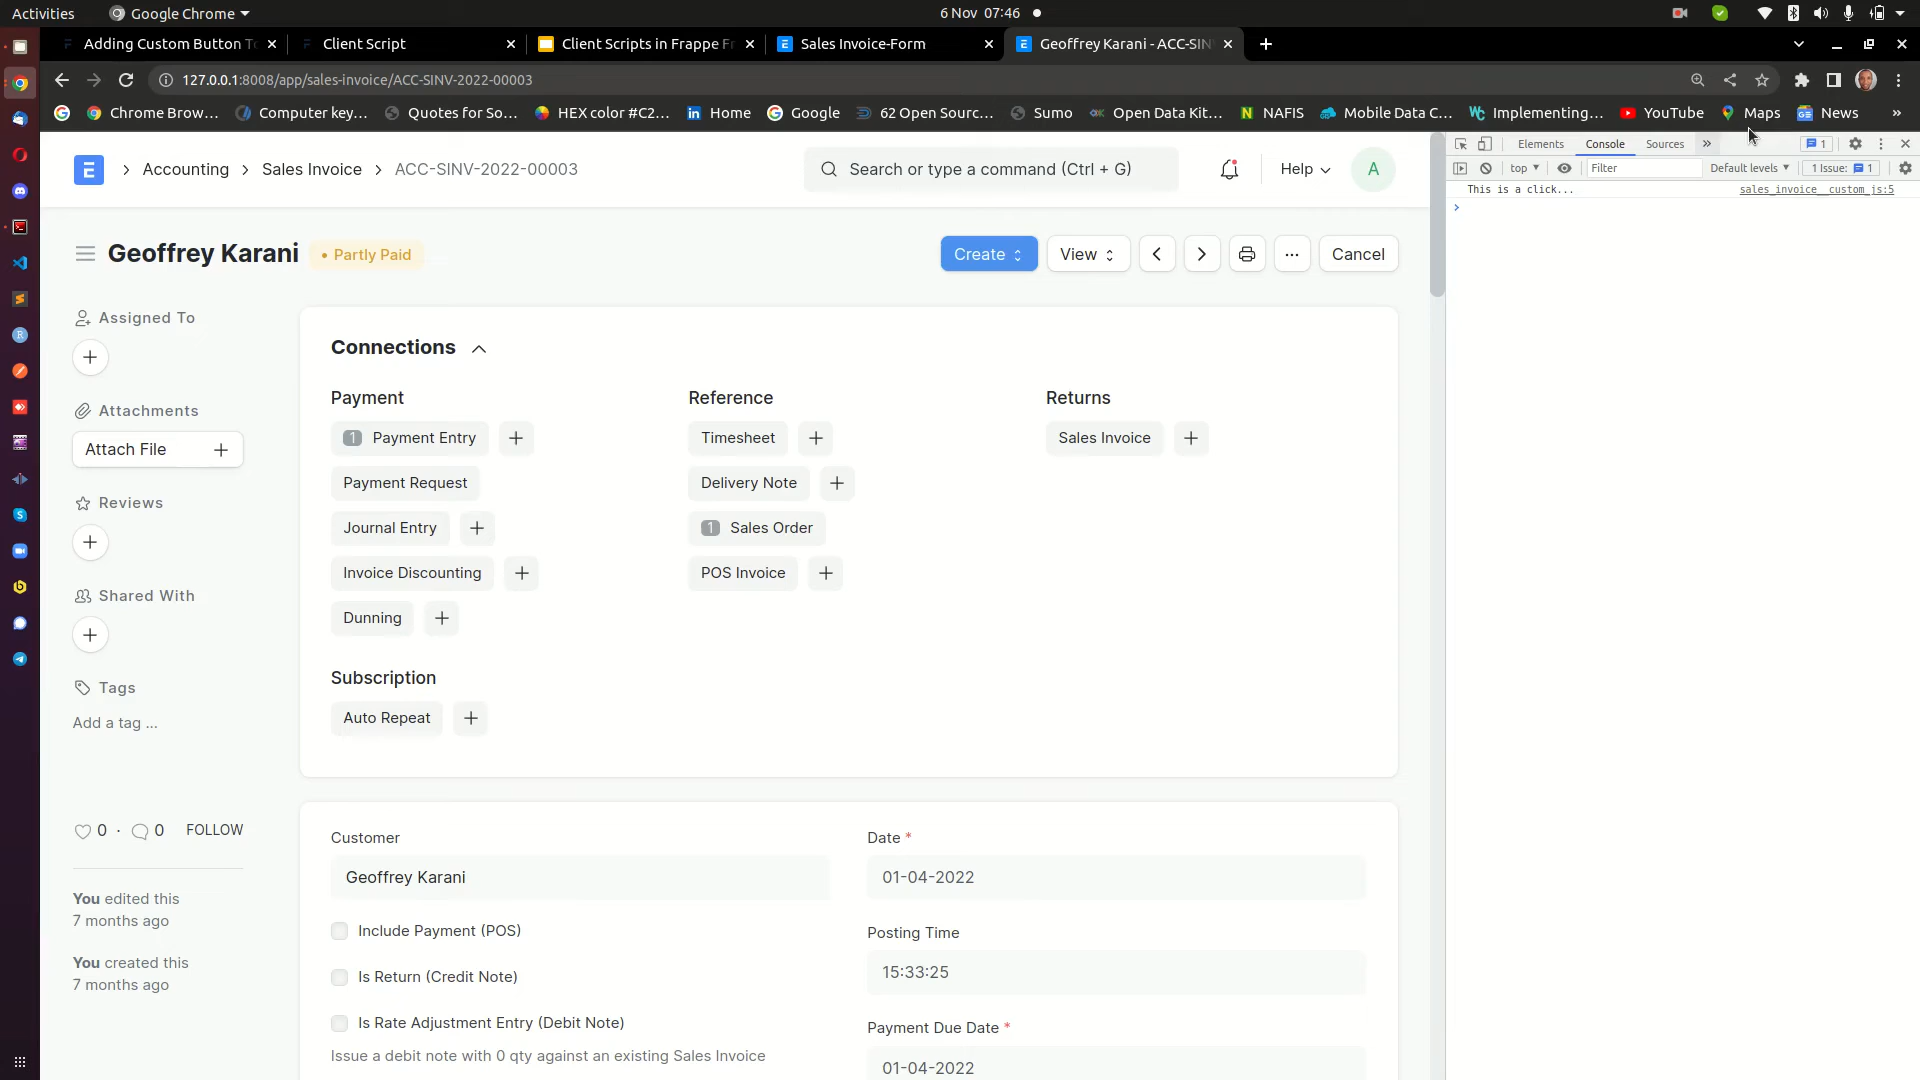 Activities
Google Chrome
6 Nov 07:46
Adding Custom Button T
Client Script
Client Scripts in Frappe Fr
Sales Invoice-Form
Geoffrey Karani - ACC-SIN
127.0.0.1:8008/app/sales-invoice/ACC-SINV-2022-00003
Chrome Brow...
Computer key...
Quotes for So...
HEX color #C2...
Home
Google
62 Open Sourc...
Sumo
Open Data Kit...
NAFIS
Mobile Data C...
Implementing...
YouTube
Maps
News
»
E
Accounting
Sales Invoice
ACC-SINV-2022-00003
Search or type a command (Ctrl + G)
Help
A
Geoffrey Karani
• Partly Paid
Create
View
...
Cancel
Assigned To
Attachments
Attach File
Reviews
Shared With
Tags
Add a tag ...
0 · 0 FOLLOW
You edited this
7 months ago
You created this
7 months ago
Connections
Payment
1 Payment Entry
Payment Request
Journal Entry
Invoice Discounting
Dunning
Reference
Timesheet
Delivery Note
1 Sales Order
POS Invoice
Returns
Sales Invoice
Subscription
Auto Repeat
Customer
Geoffrey Karani
Include Payment (POS)
Is Return (Credit Note)
Is Rate Adjustment Entry (Debit Note)
Issue a debit note with 0 qty against an existing Sales Invoice
Date *
01-04-2022
Posting Time
15:33:25
Payment Due Date *
01-04-2022
Elements
Console
Sources
»
1
top
Filter
Default levels
1 Issue: 1
This is a click...
sales_invoice__custom_js:5